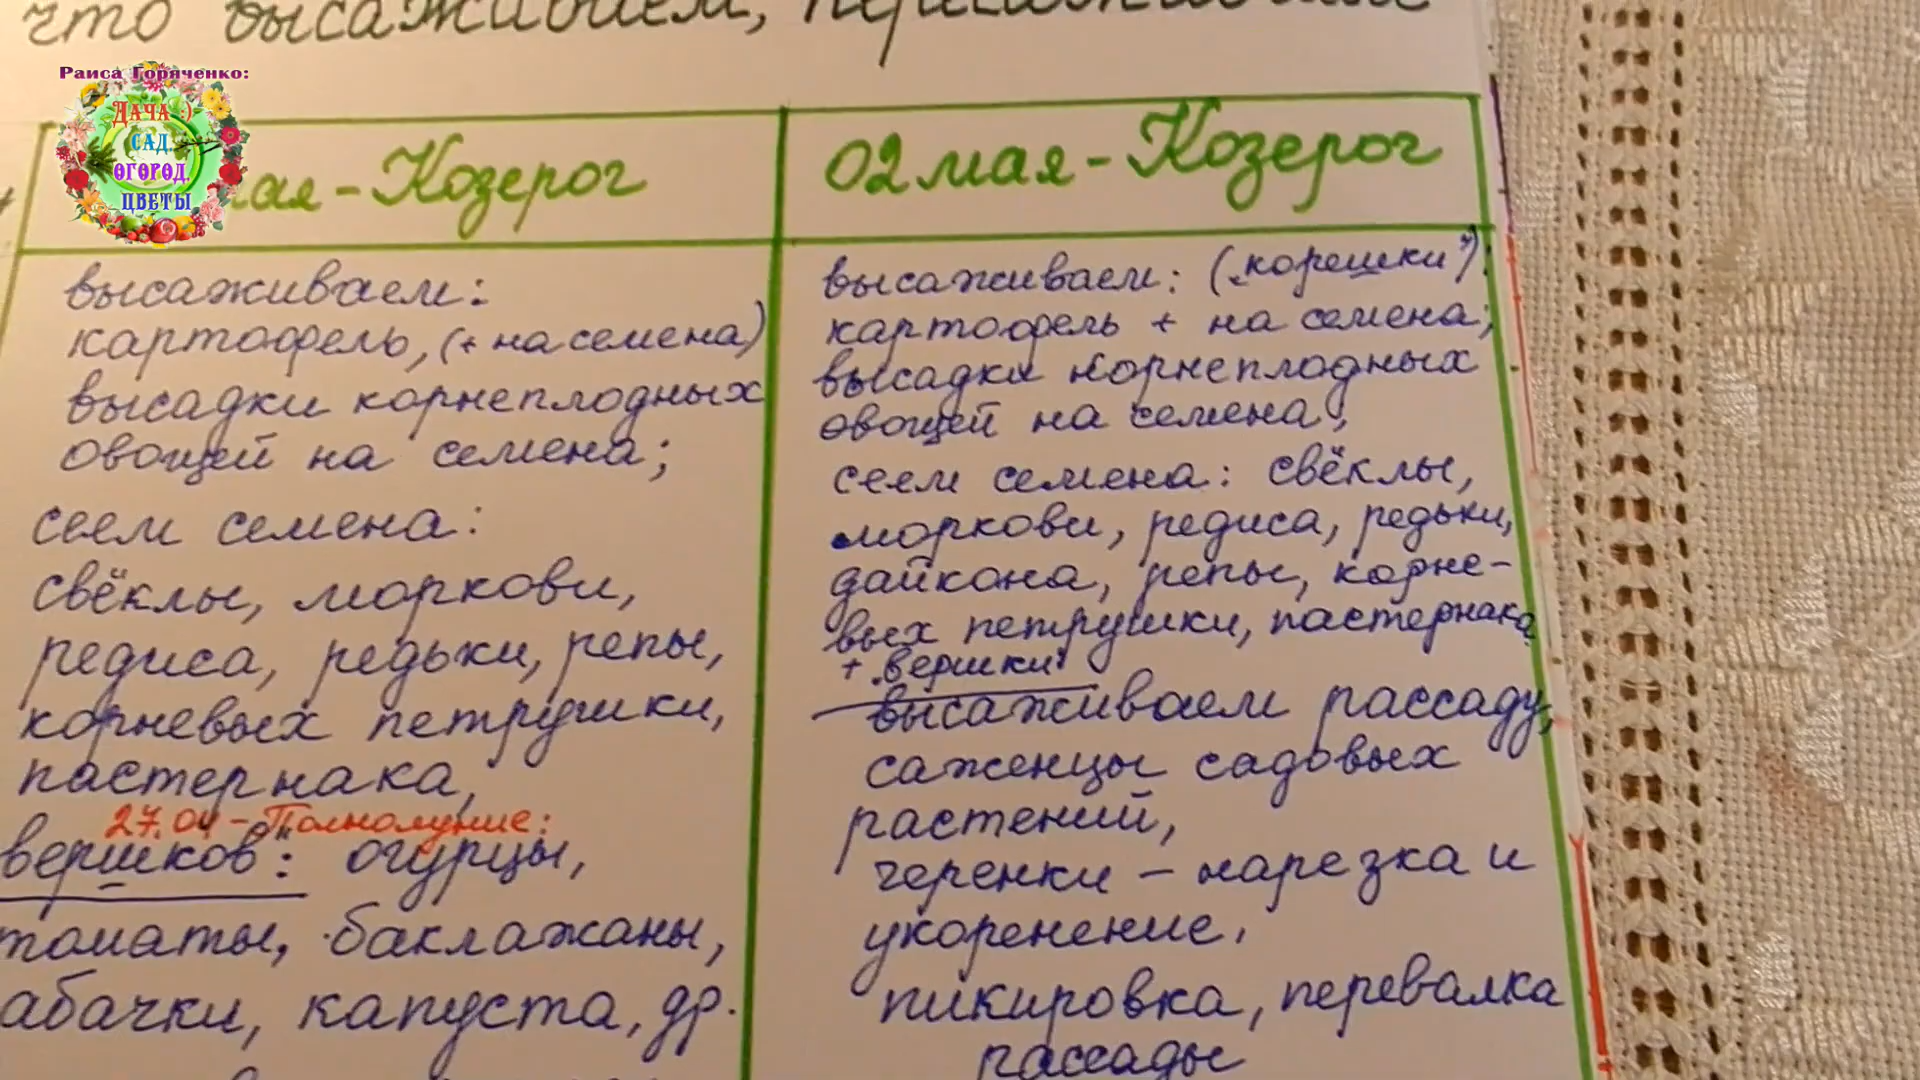 что высаживаем,
Раиса Горяченко:
Дача :)
сад.
огород.
цветы
мая - Козерог
высаживаем:
картофель, (+ на семена)
высадки корнеплодных
овощей на семена;
сеем семена:
свёклы, моркови,
редиса, редьки, репы,
корневых петрушки,
пастернака,
27.04 - Полнолуние:
вершков": огурцы,
томаты, баклажаны,
абачки, капуста, др.
02 мая - Козерог
высаживаем: („корешки"):
картофель + на семена;
высадки корнеплодных
овощей на семена;
сеем семена: свёклы,
моркови, редиса, редьки,
дайкона, репы, корне-
вых петрушки, пастернака
+ „вершки"
высаживаем рассаду,
саженцы садовых
растений,
черенки - нарезка и
укоренение,
пикировка, перевалка
рассады